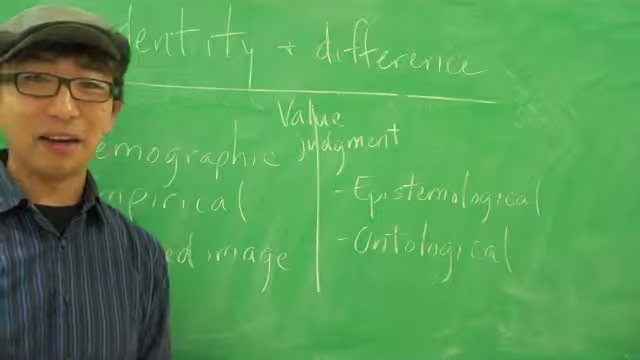 dentity + difference
Value
judgment
emographic
mpirical
ed image
- Epistemological
- Ontological